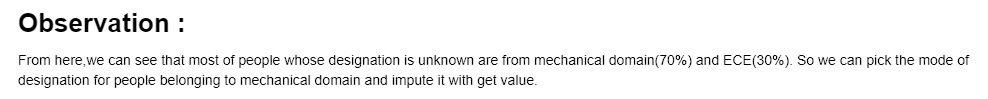 Observation :
From here,we can see that most of people whose designation is unknown are from mechanical domain(70%) and ECE(30%). So we can pick the mode of
designation for people belonging to mechanical domain and impute it with get value.